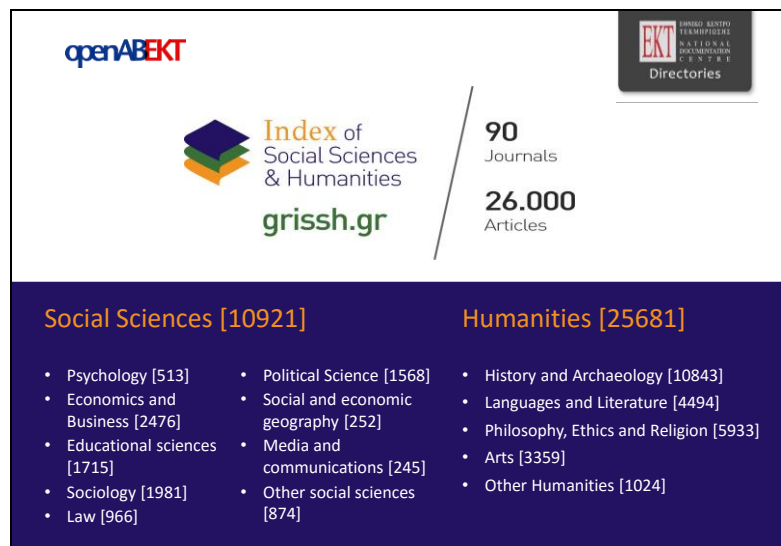 openABEKT
ΕΘΝΙΚΟ ΚΕΝΤΡΟ
ΤΕΚΜΗΡΙΩΣΗΣ
EKT
NATIONAL
DOCUMENTATION
CENTRE
Directories
Index of
Social Sciences
& Humanities
grissh.gr
90
Journals
26.000
Articles
Social Sciences [10921]
• Psychology [513]
• Economics and
Business [2476]
• Educational sciences
[1715]
• Sociology [1981]
• Law [966]
• Political Science [1568]
• Social and economic
geography [252]
• Media and
communications [245]
• Other social sciences
[874]
Humanities [25681]
• History and Archaeology [10843]
• Languages and Literature [4494]
• Philosophy, Ethics and Religion [5933]
• Arts [3359]
• Other Humanities [1024]